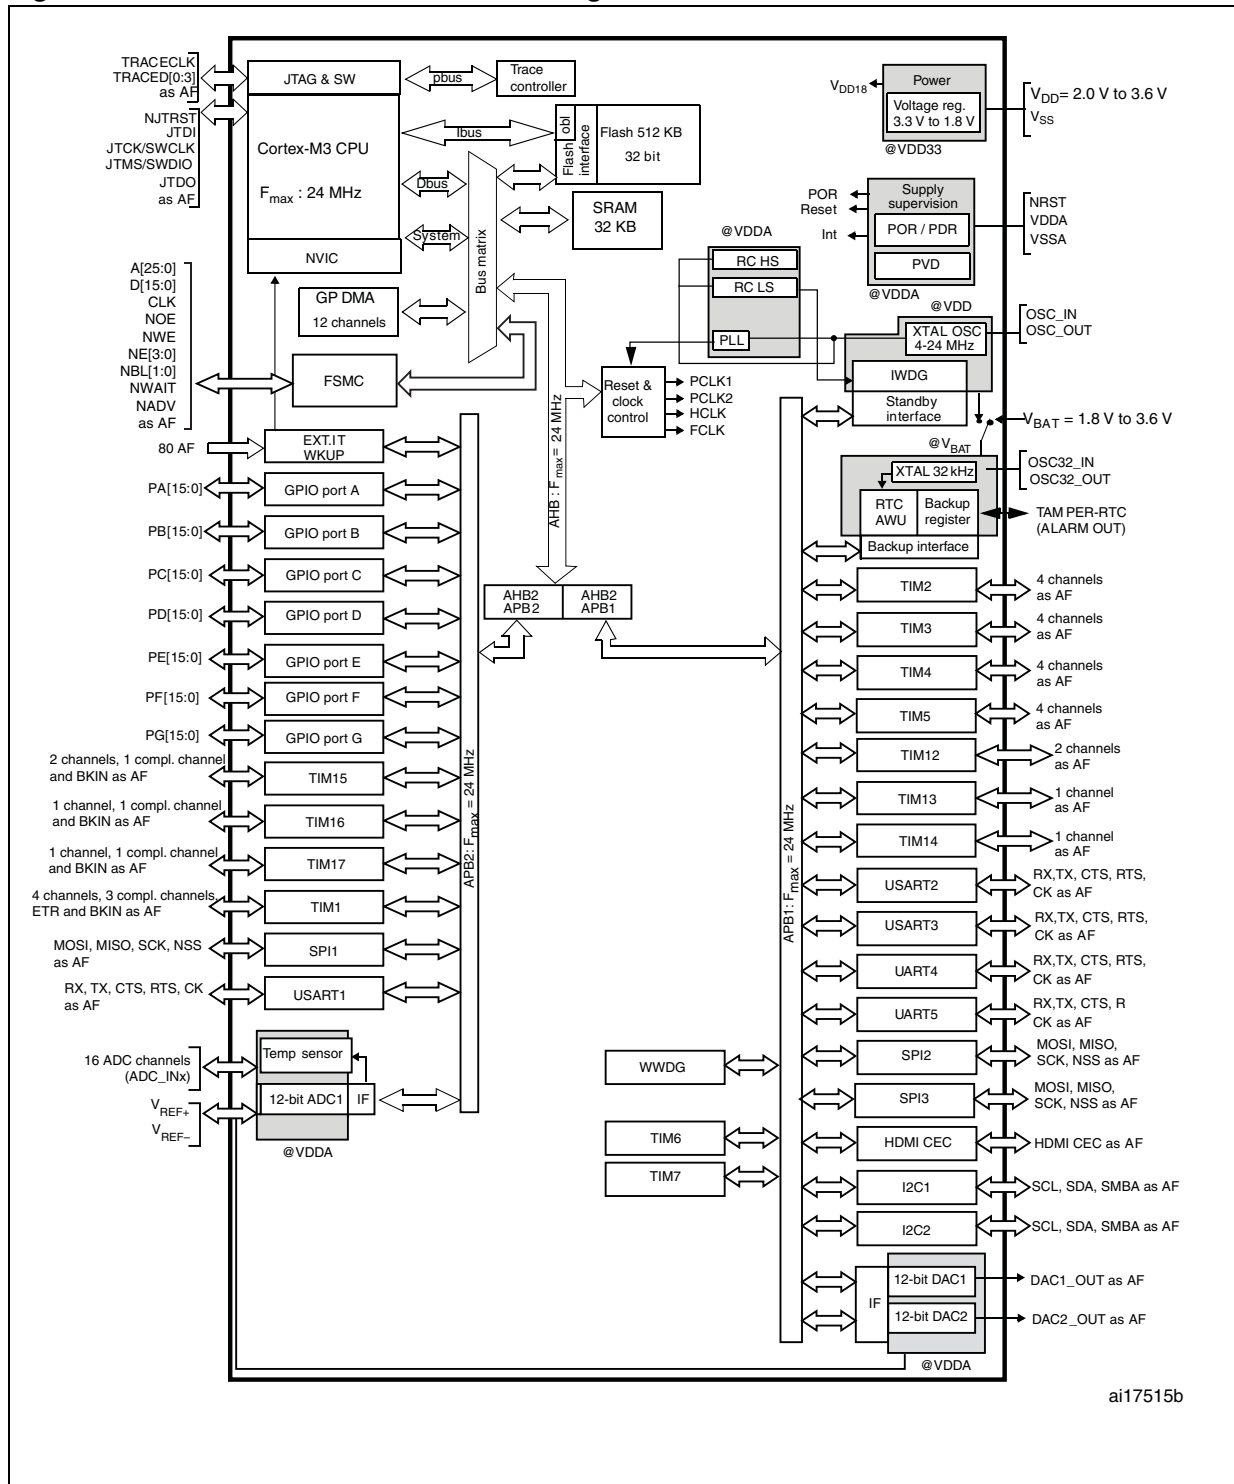 TRACECLK
TRACED[0:3]
as AF
NJTRST
JTDI
JTCK/SWCLK
JTMS/SWDIO
JTDO
as AF
JTAG & SW
pbus
Trace
controller
Cortex-M3 CPU
Fmax : 24 MHz
NVIC
Ibus
Dbus
System
Flash obl
interface
Flash 512 KB
32 bit
SRAM
32 KB
Bus matrix
GP DMA
12 channels
FSMC
A[25:0]
D[15:0]
CLK
NOE
NWE
NE[3:0]
NBL[1:0]
NWAIT
NADV
as AF
VDD18
Power
Voltage reg.
3.3 V to 1.8 V
@VDD33
VDD= 2.0 V to 3.6 V
VSS
POR
Reset
Int
Supply
supervision
POR / PDR
PVD
@VDDA
NRST
VDDA
VSSA
@VDDA
RC HS
RC LS
PLL
@VDD
XTAL OSC
4-24 MHz
IWDG
Standby
interface
OSC_IN
OSC_OUT
Reset &
clock
control
PCLK1
PCLK2
HCLK
FCLK
VBAT = 1.8 V to 3.6 V
@VBAT
XTAL 32 kHz
RTC
AWU
Backup
register
Backup interface
OSC32_IN
OSC32_OUT
TAMPER-RTC
(ALARM OUT)
AHB : Fmax = 24 MHz
AHB2
APB2
AHB2
APB1
80 AF
EXT.IT
WKUP
PA[15:0]
GPIO port A
PB[15:0]
GPIO port B
PC[15:0]
GPIO port C
PD[15:0]
GPIO port D
PE[15:0]
GPIO port E
PF[15:0]
GPIO port F
PG[15:0]
GPIO port G
2 channels, 1 compl. channel
and BKIN as AF
TIM15
1 channel, 1 compl. channel
and BKIN as AF
TIM16
1 channel, 1 compl. channel
and BKIN as AF
TIM17
4 channels, 3 compl. channels,
ETR and BKIN as AF
TIM1
MOSI, MISO, SCK, NSS
as AF
SPI1
RX, TX, CTS, RTS, CK
as AF
USART1
APB2: Fmax = 24 MHz
16 ADC channels
(ADC_INx)
Temp sensor
12-bit ADC1
IF
VREF+
VREF–
@VDDA
APB1: Fmax = 24 MHz
WWDG
TIM6
TIM7
TIM2
4 channels
as AF
TIM3
4 channels
as AF
TIM4
4 channels
as AF
TIM5
4 channels
as AF
TIM12
2 channels
as AF
TIM13
1 channel
as AF
TIM14
1 channel
as AF
USART2
RX,TX, CTS, RTS,
CK as AF
USART3
RX,TX, CTS, RTS,
CK as AF
UART4
RX,TX, CTS, RTS,
CK as AF
UART5
RX,TX, CTS, R
CK as AF
SPI2
MOSI, MISO,
SCK, NSS as AF
SPI3
MOSI, MISO,
SCK, NSS as AF
HDMI CEC
HDMI CEC as AF
I2C1
SCL, SDA, SMBA as AF
I2C2
SCL, SDA, SMBA as AF
IF
12-bit DAC1
DAC1_OUT as AF
12-bit DAC2
DAC2_OUT as AF
@VDDA
ai17515b